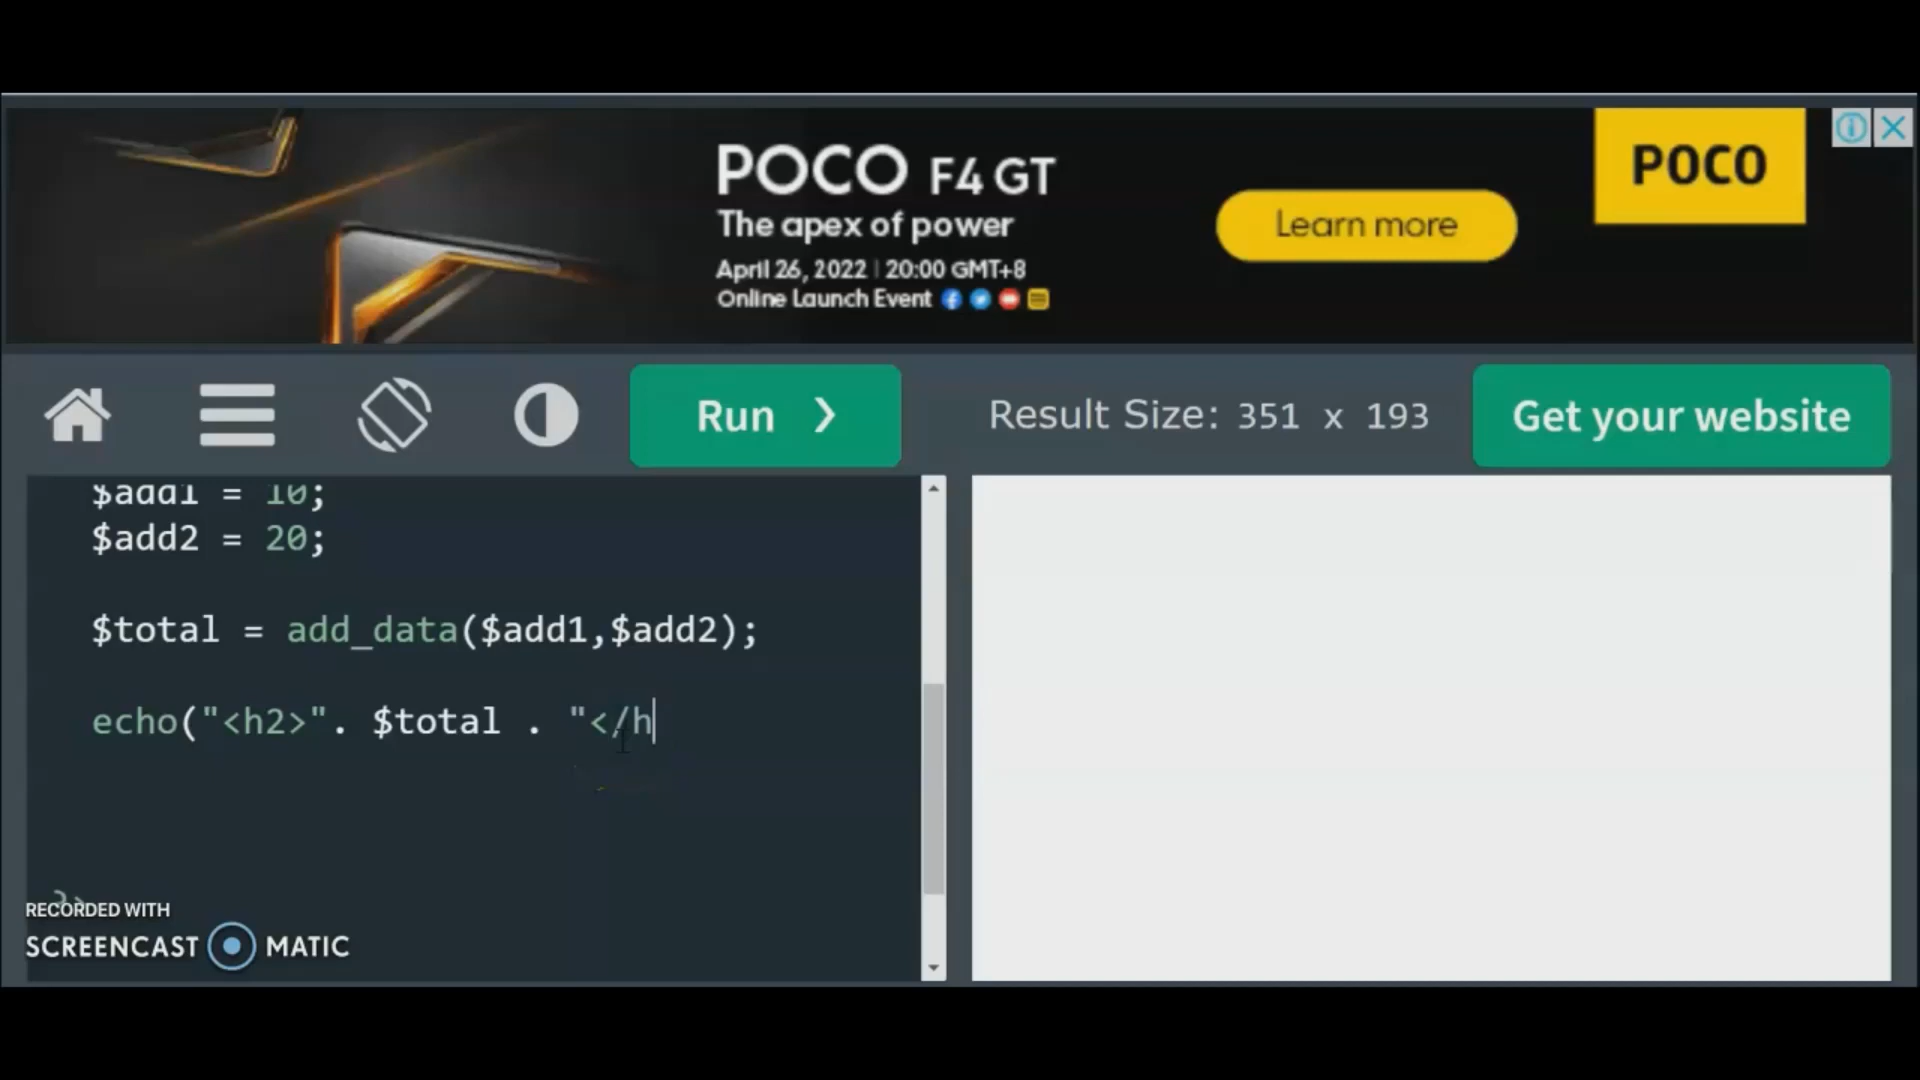 POCO F4 GT
The apex of power
April 26, 2022 | 20:00 GMT+8
Online Launch Event
Learn more
POCO
Run ❯
Result Size: 351 x 193
Get your website
$add1 = 10;
$add2 = 20;
$total = add_data($add1,$add2);
echo("<h2>". $total . "</h
?>
RECORDED WITH
SCREENCAST MATIC